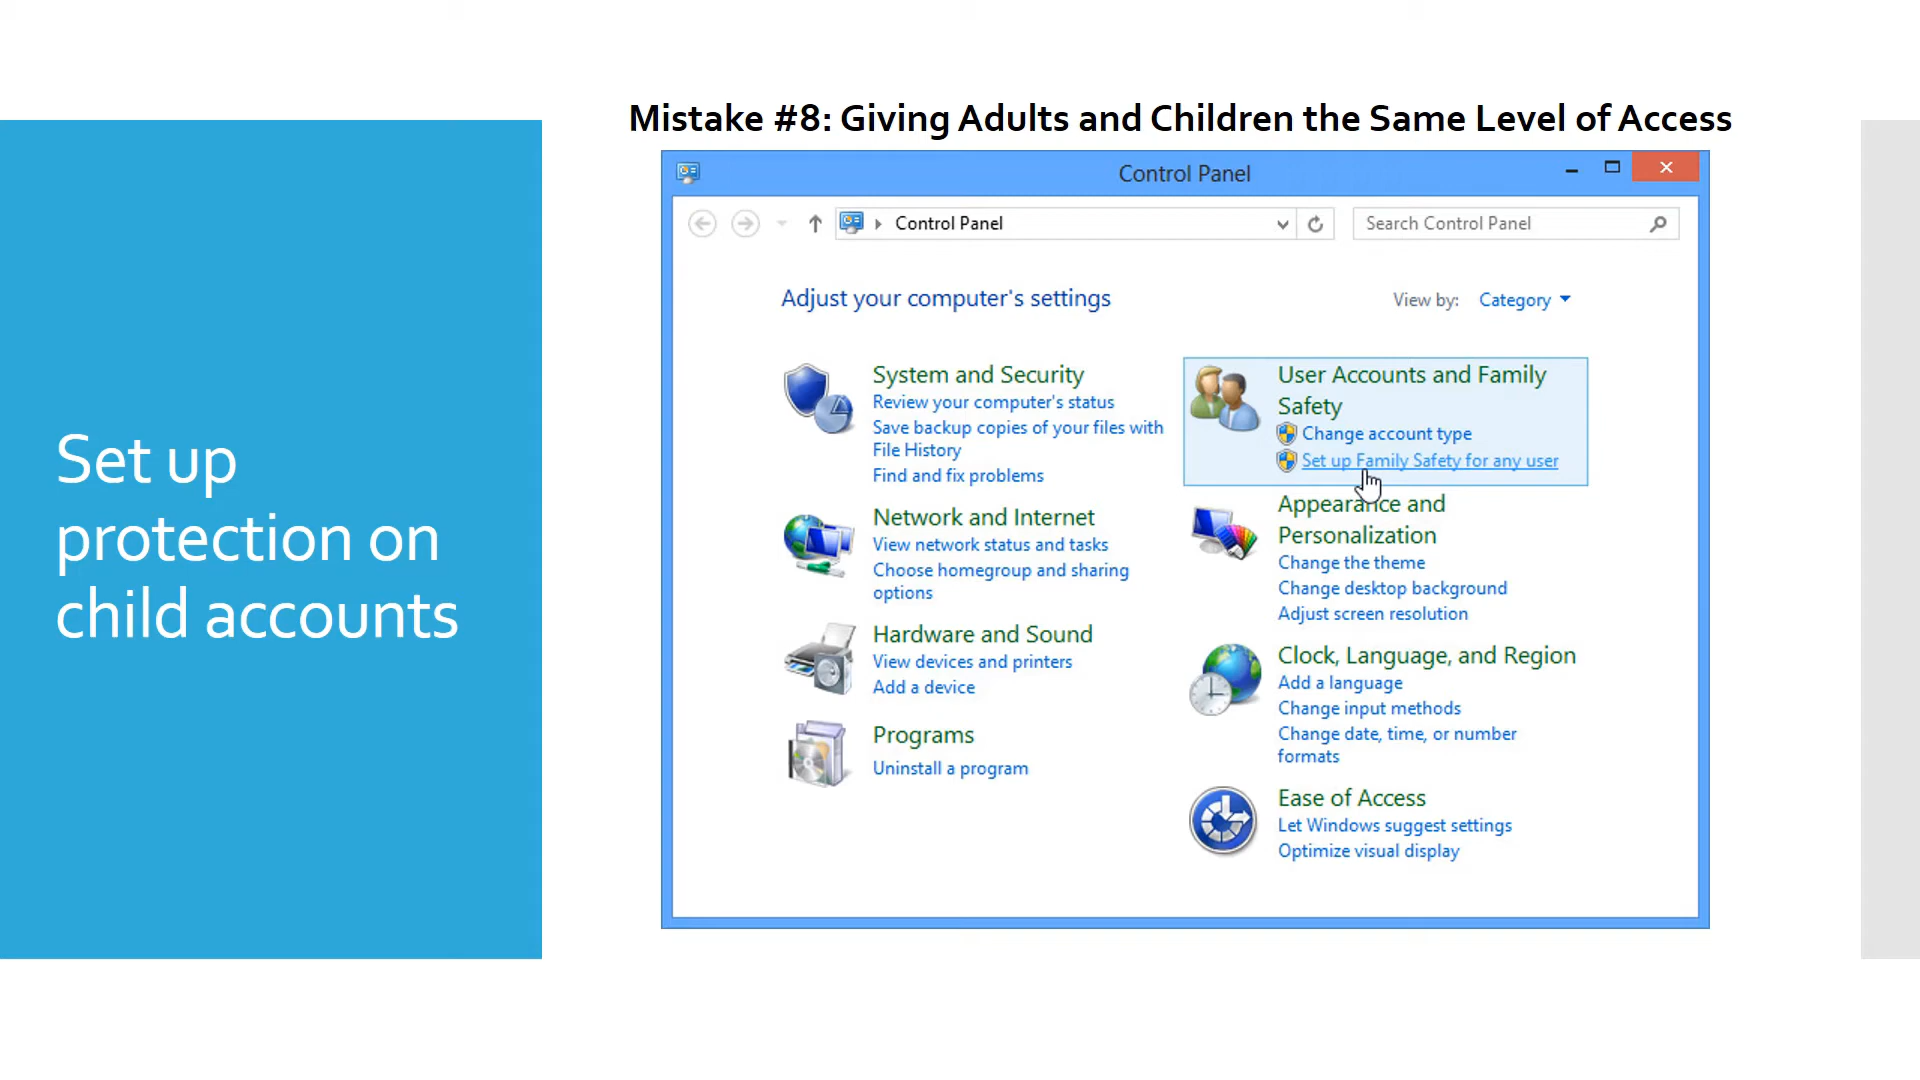 Mistake #8: Giving Adults and Children the Same Level of Access
Set up
protection on
child accounts
Control Panel
Control Panel
Search Control Panel
Adjust your computer's settings
View by: Category
System and Security
Review your computer's status
Save backup copies of your files with
File History
Find and fix problems
Network and Internet
View network status and tasks
Choose homegroup and sharing
options
Hardware and Sound
View devices and printers
Add a device
Programs
Uninstall a program
User Accounts and Family
Safety
Change account type
Set up Family Safety for any user
Appearance and
Personalization
Change the theme
Change desktop background
Adjust screen resolution
Clock, Language, and Region
Add a language
Change input methods
Change date, time, or number
formats
Ease of Access
Let Windows suggest settings
Optimize visual display